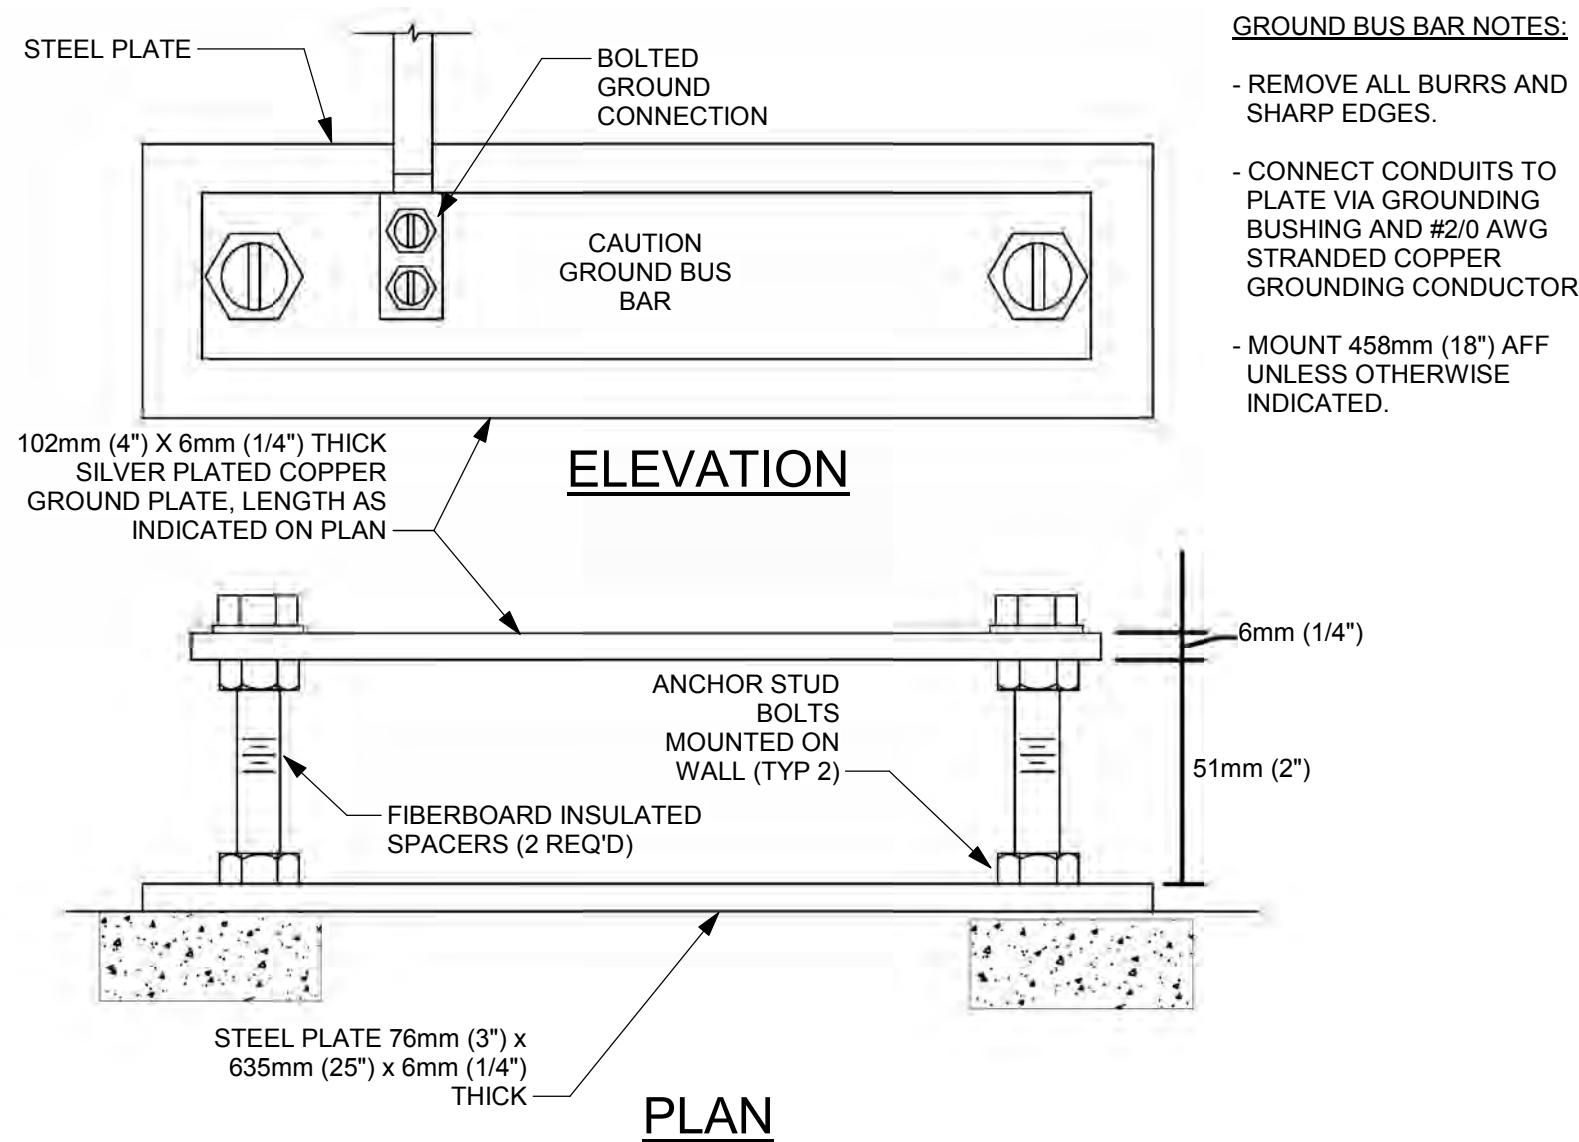 STEEL PLATE
BOLTED
GROUND
CONNECTION
CAUTION
GROUND BUS
BAR
GROUND BUS BAR NOTES:
- REMOVE ALL BURRS AND
SHARP EDGES.
- CONNECT CONDUITS TO
PLATE VIA GROUNDING
BUSHING AND #2/0 AWG
STRANDED COPPER
GROUNDING CONDUCTOR
- MOUNT 458mm (18") AFF
UNLESS OTHERWISE
INDICATED.
102mm (4") X 6mm (1/4") THICK
SILVER PLATED COPPER
GROUND PLATE, LENGTH AS
INDICATED ON PLAN
ELEVATION
6mm (1/4")
ANCHOR STUD
BOLTS
MOUNTED ON
WALL (TYP 2)
51mm (2")
FIBERBOARD INSULATED
SPACERS (2 REQ'D)
STEEL PLATE 76mm (3") x
635mm (25") x 6mm (1/4")
THICK
PLAN